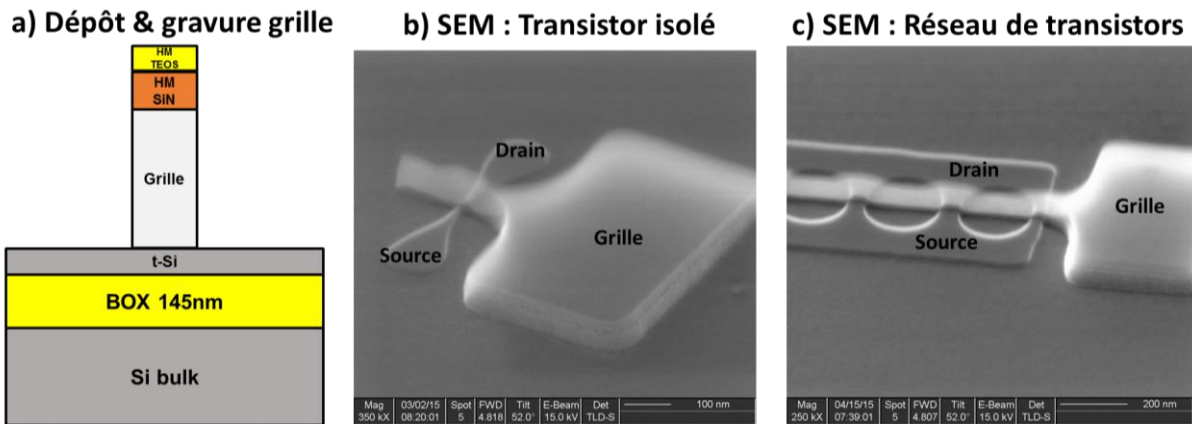 a) Dépôt & gravure grille
HM
TEOS
HM
SiN
Grille
t-Si
BOX 145nm
Si bulk
b) SEM : Transistor isolé
Drain
Grille
Source
Mag 03/02/15 Spot FWD Tilt E-Beam Det 100 nm
350 kX 08:20:01 5 4.818 52.0° 15.0 kV TLD-S
c) SEM : Réseau de transistors
Drain
Grille
Source
Mag 04/15/15 Spot FWD Tilt E-Beam Det 200 nm
250 kX 07:39:01 5 4.807 52.0° 15.0 kV TLD-S